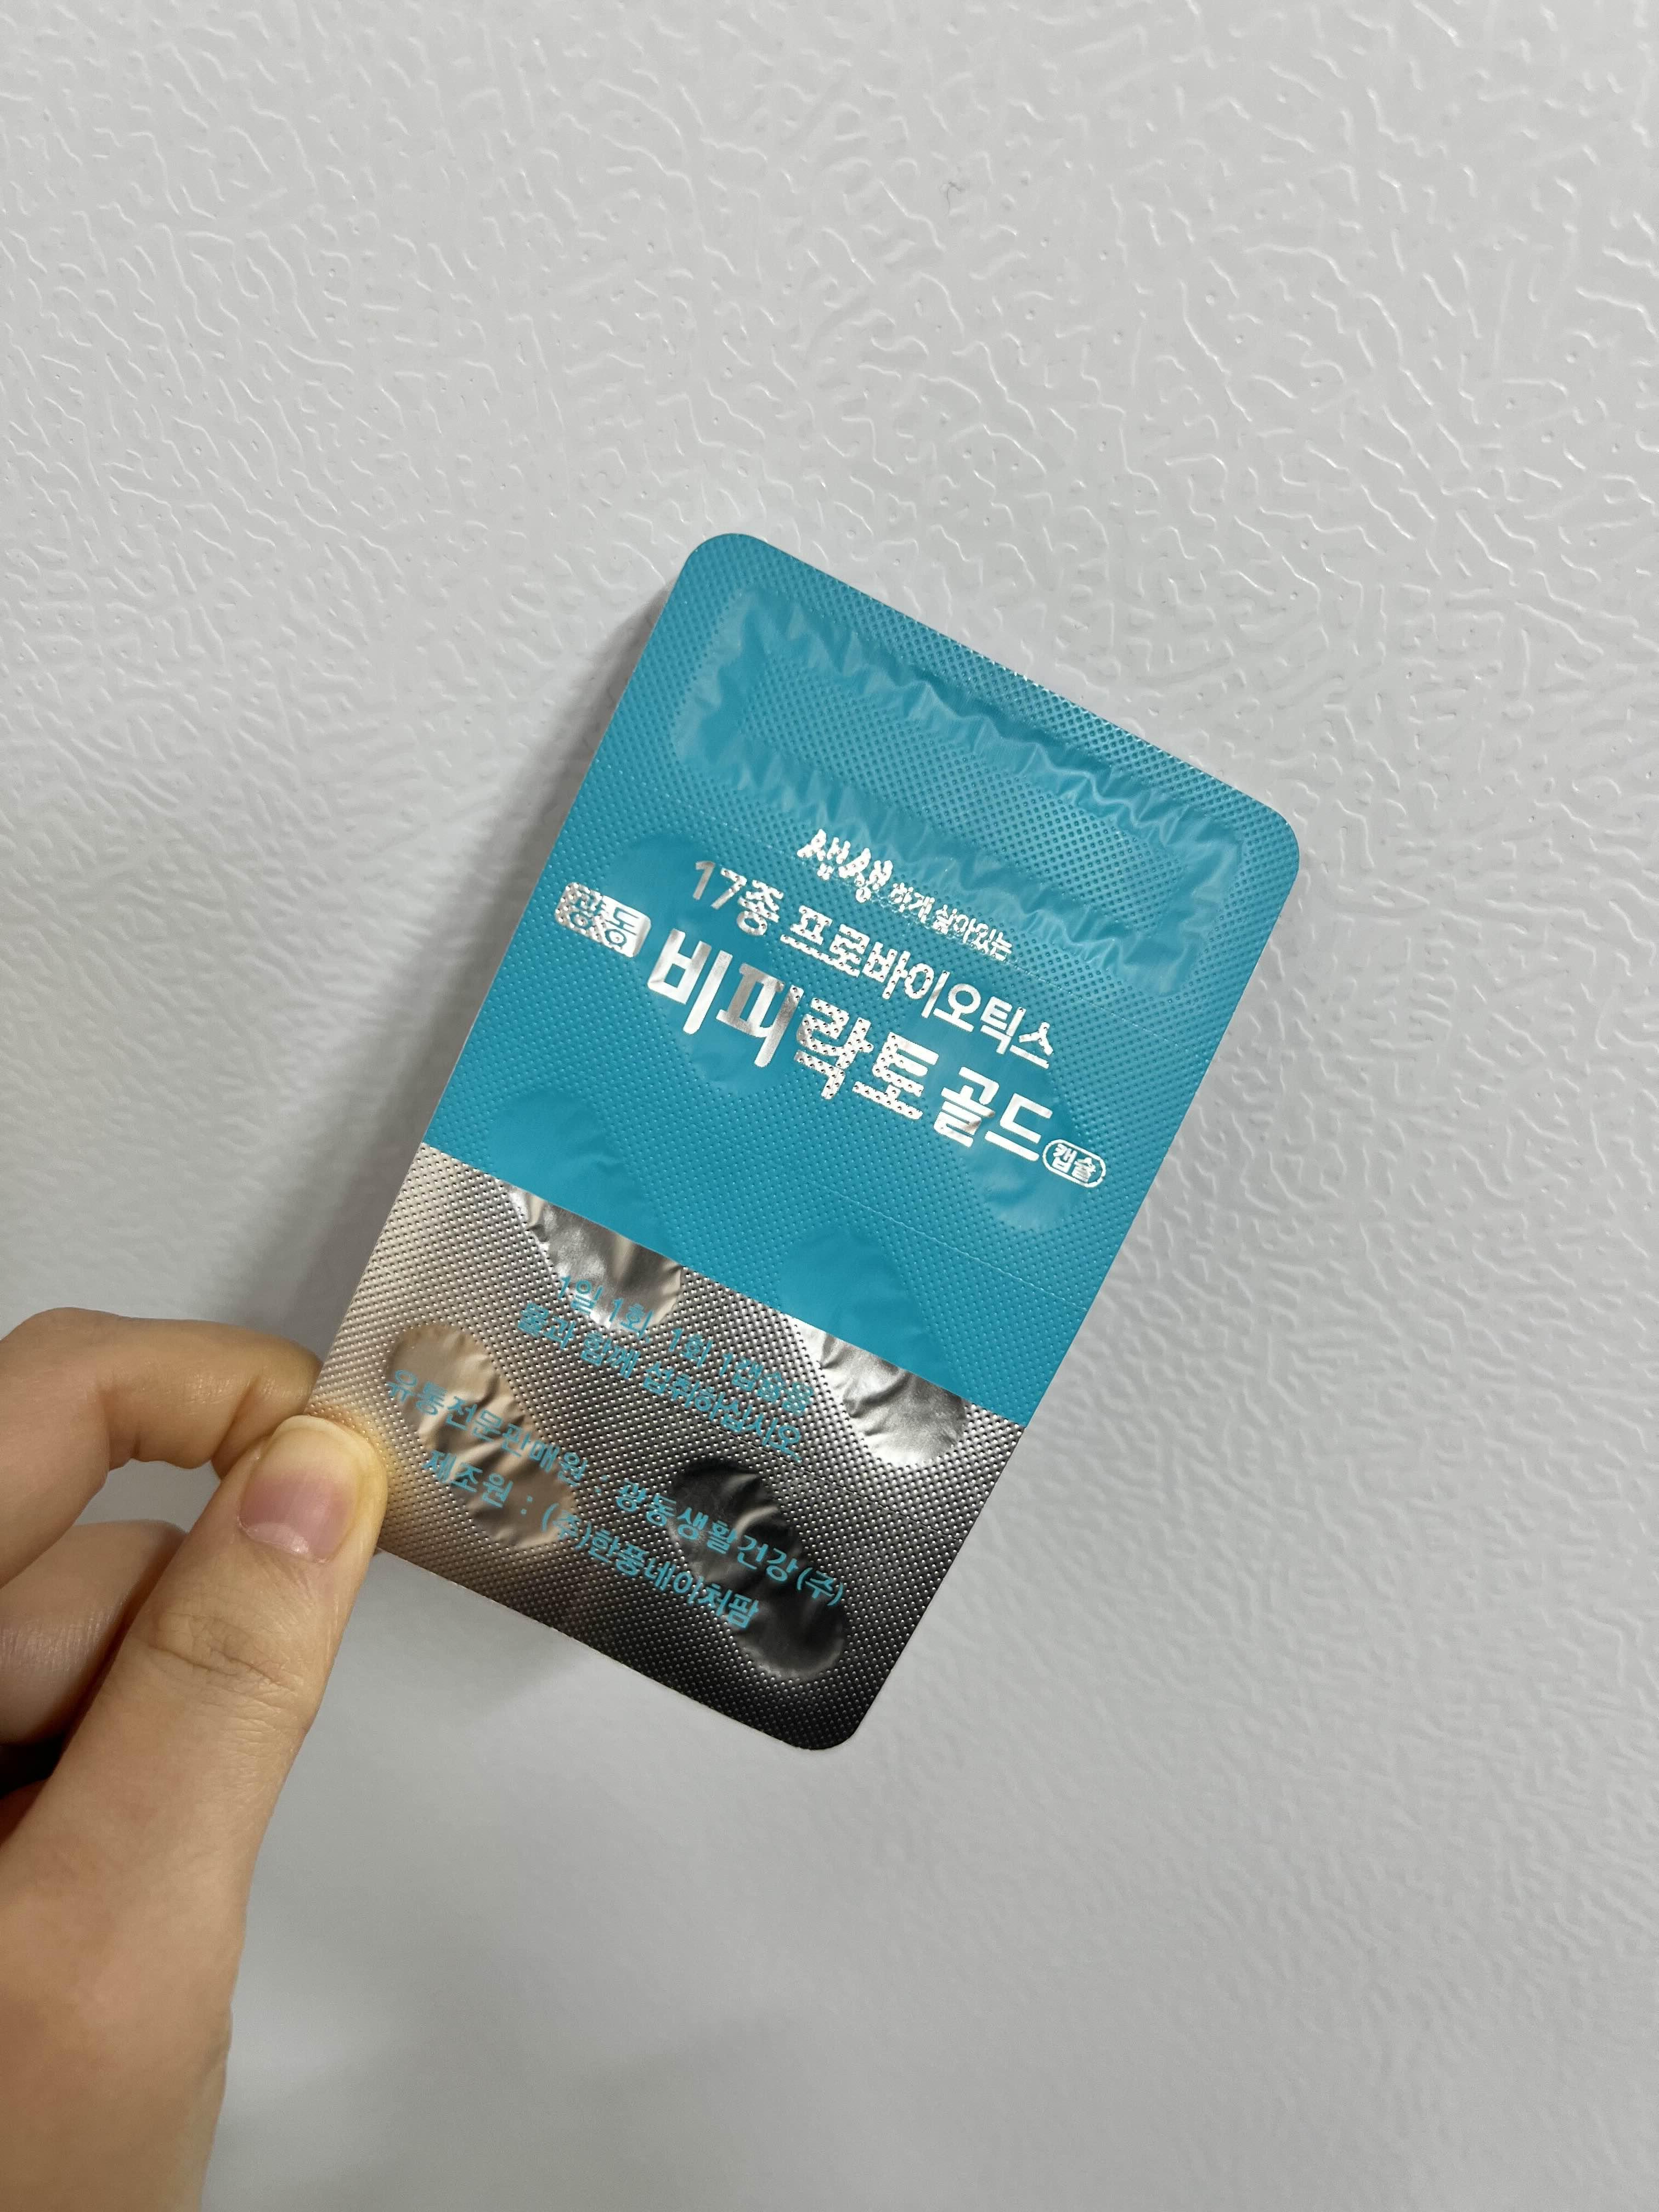 생생하게 살아있는
17종 프로바이오틱스
광동 비피락토 골드 캡슐
1일 1회, 1회 1캡슐을
물과 함께 섭취하십시오
유통전문판매원 : 광동생활건강(주)
제조원 : (주)한풍네이처팜